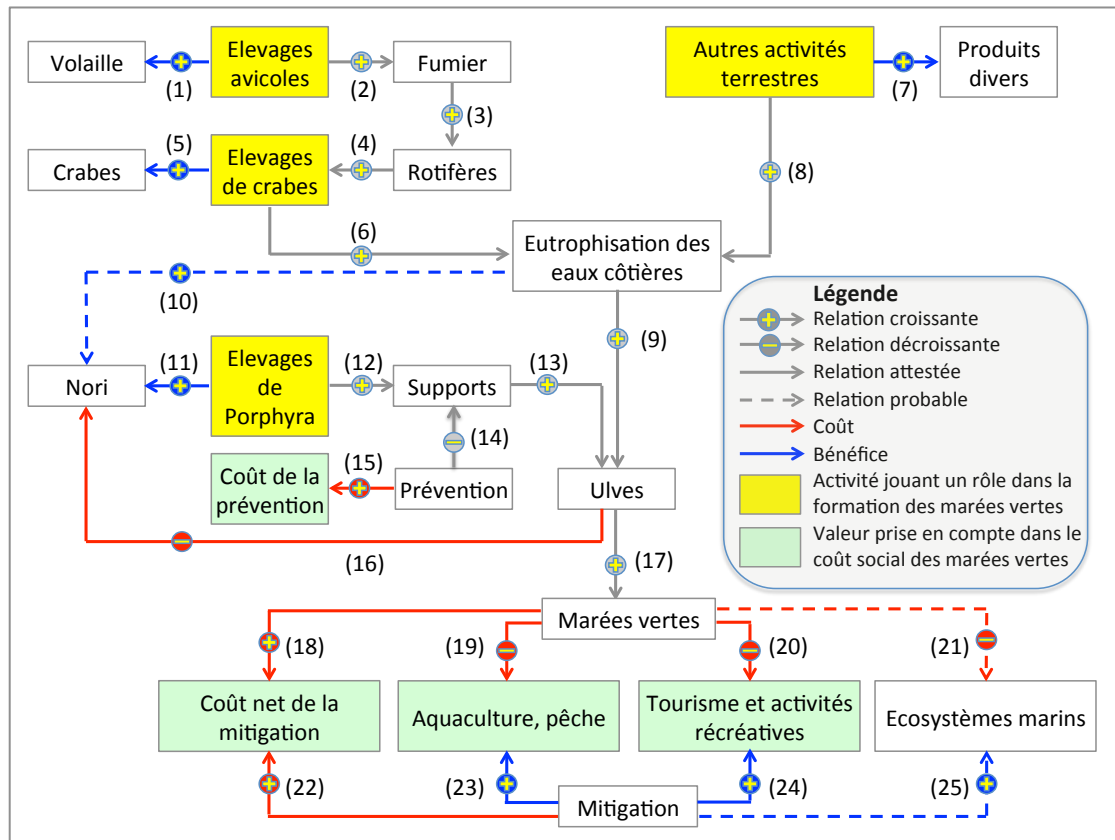 Volaille
(1)
Elevages
avicoles
(2)
Fumier
(3)
Autres activités
terrestres
(7)
Produits
divers
Crabes
(5)
Elevages
de crabes
(4)
Rotifères
(6)
(8)
Eutrophisation des
eaux côtières
(10)
(9)
Nori
(11)
Elevages
de
Porphyra
(12)
Supports
(13)
(14)
Coût de la
prévention
(15)
Prévention
Ulves
(16)
(17)
Légende
Relation croissante
Relation décroissante
Relation attestée
Relation probable
Coût
Bénéfice
Activité jouant un rôle dans la
formation des marées vertes
Valeur prise en compte dans le
coût social des marées vertes
Marées vertes
(18)
(19)
(20)
(21)
Coût net de la
mitigation
Aquaculture, pêche
Tourisme et activités
récréatives
Ecosystèmes marins
(22)
(23)
(24)
(25)
Mitigation